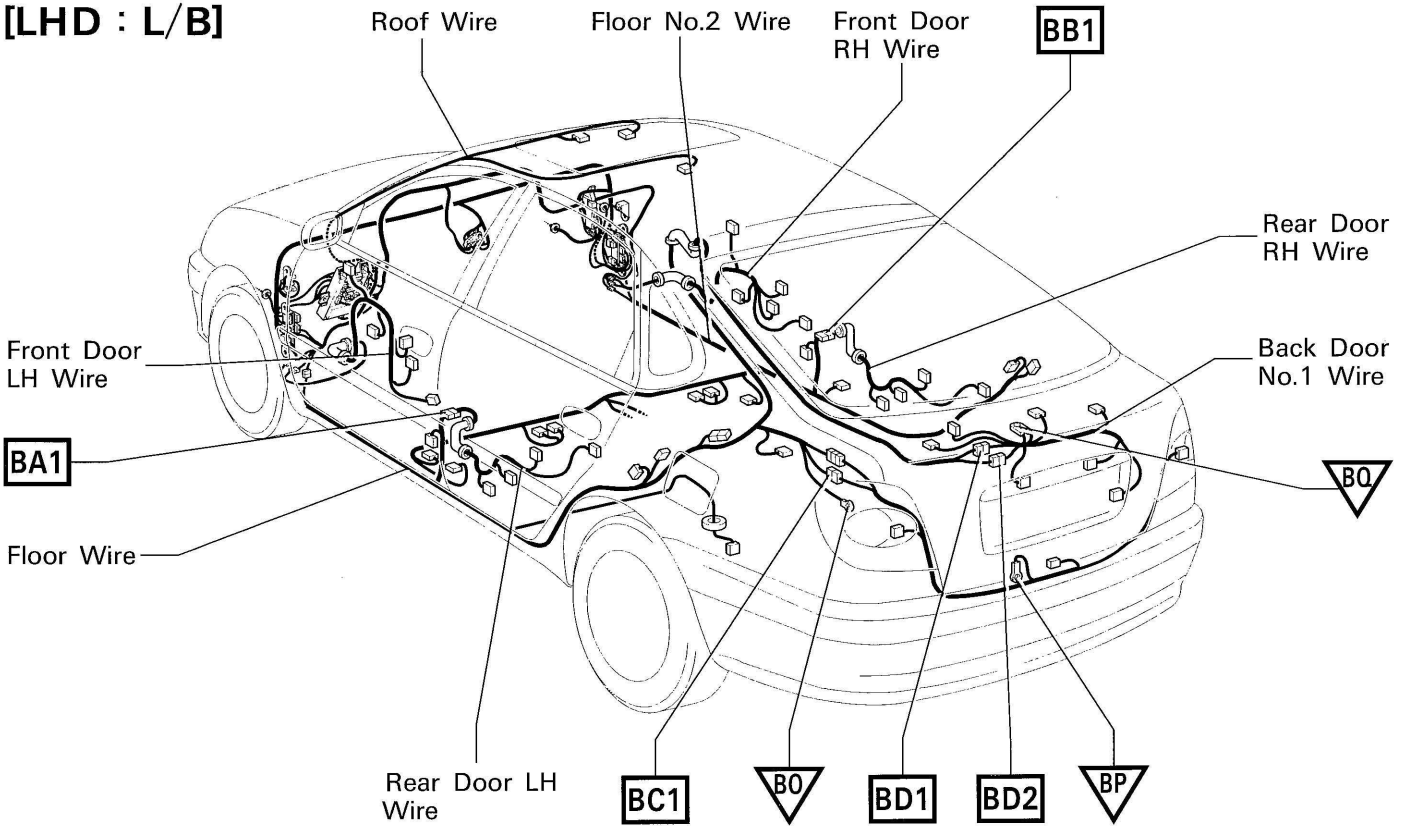 [LHD : L/B]
Roof Wire
Floor No.2 Wire
Front Door
RH Wire
BB1
Rear Door
RH Wire
Back Door
No.1 Wire
Front Door
LH Wire
BA1
BQ
Floor Wire
Rear Door LH
Wire
BC1
BO
BD1
BD2
BP